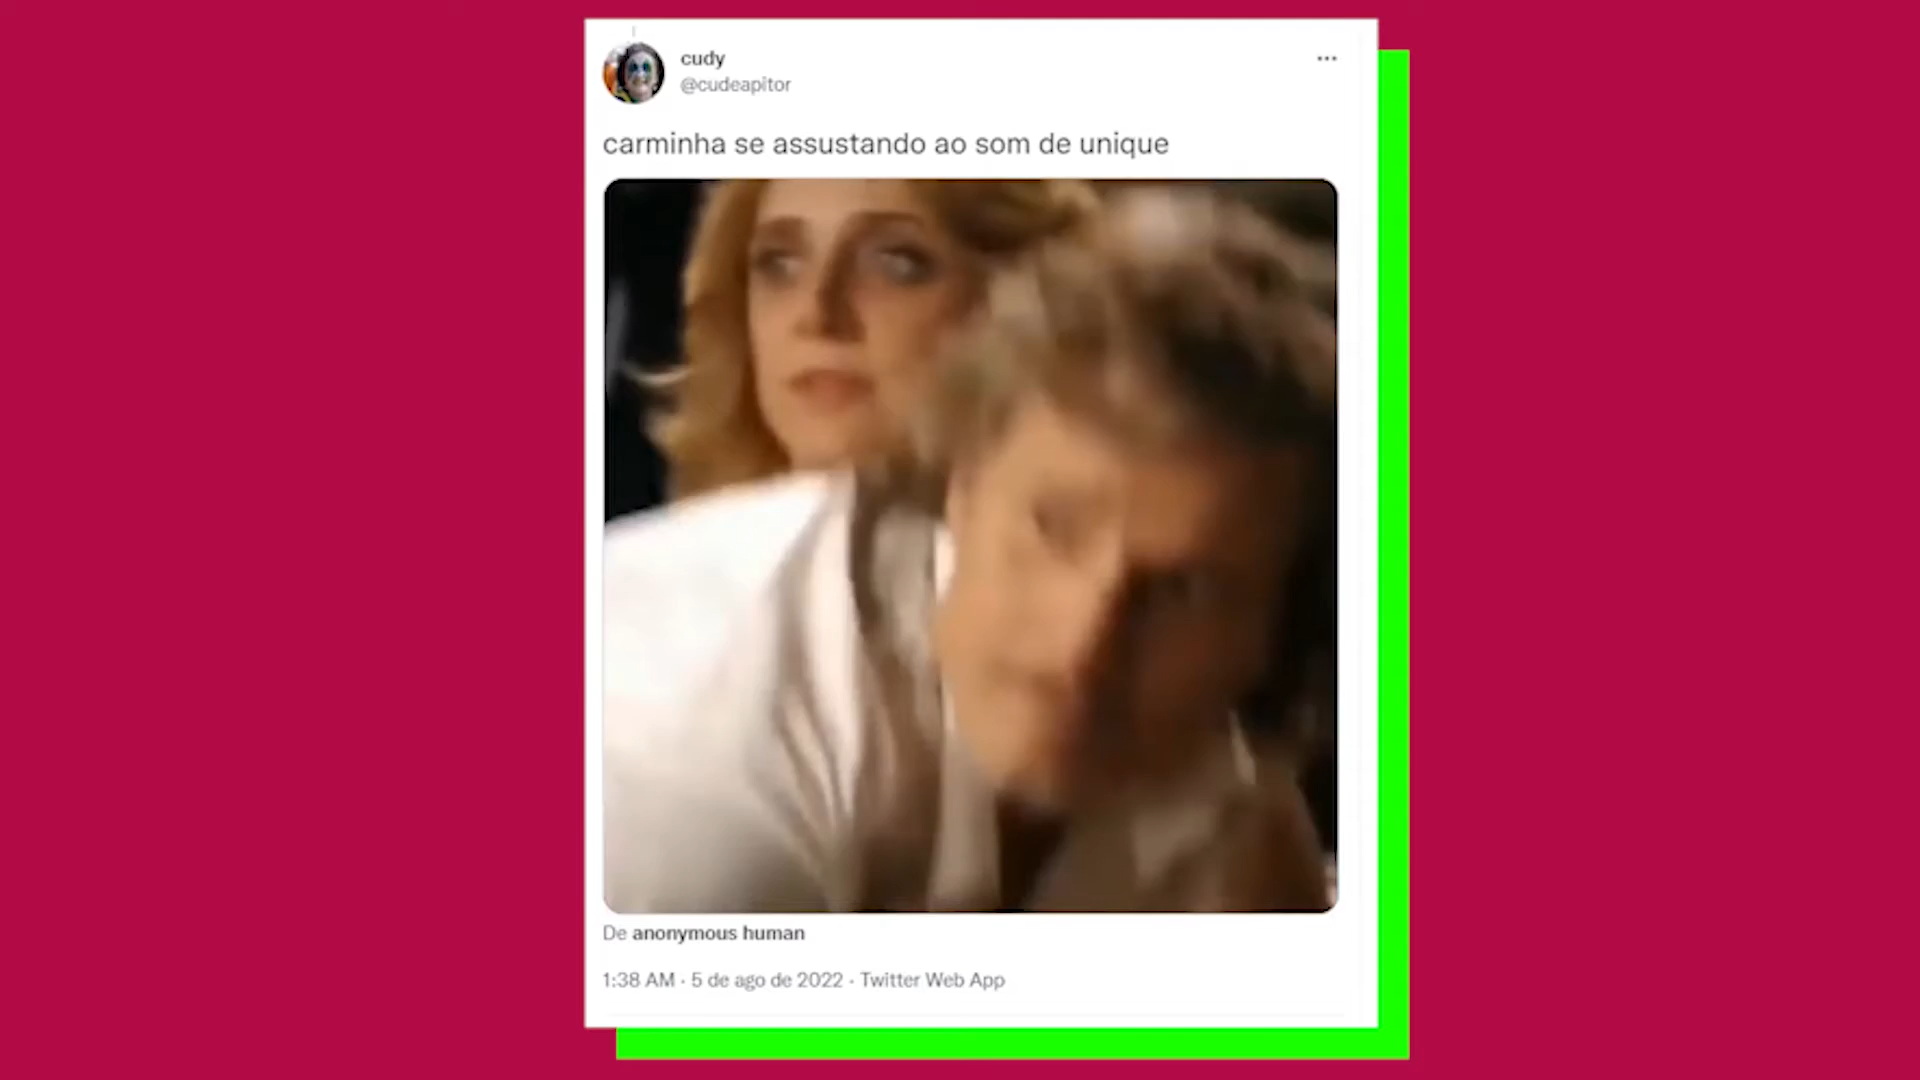 cudy
@cudeapitor
carminha se assustando ao som de unique
De anonymous human
1:38 AM · 5 de ago de 2022 · Twitter Web App